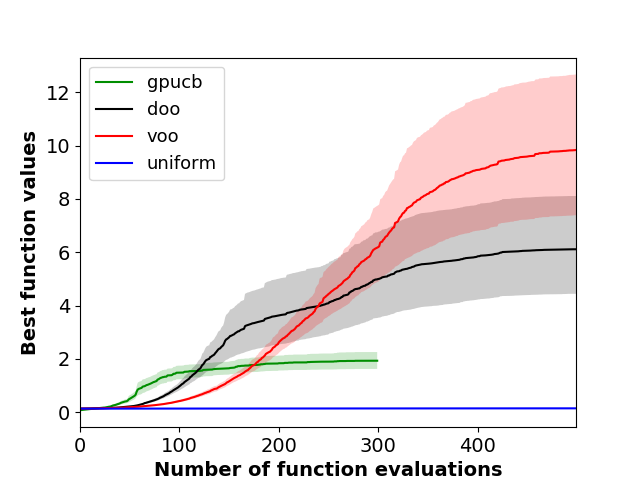 gpucb
doo
voo
uniform
12
10
8
6
4
2
0
Best function values
0 100 200 300 400
Number of function evaluations